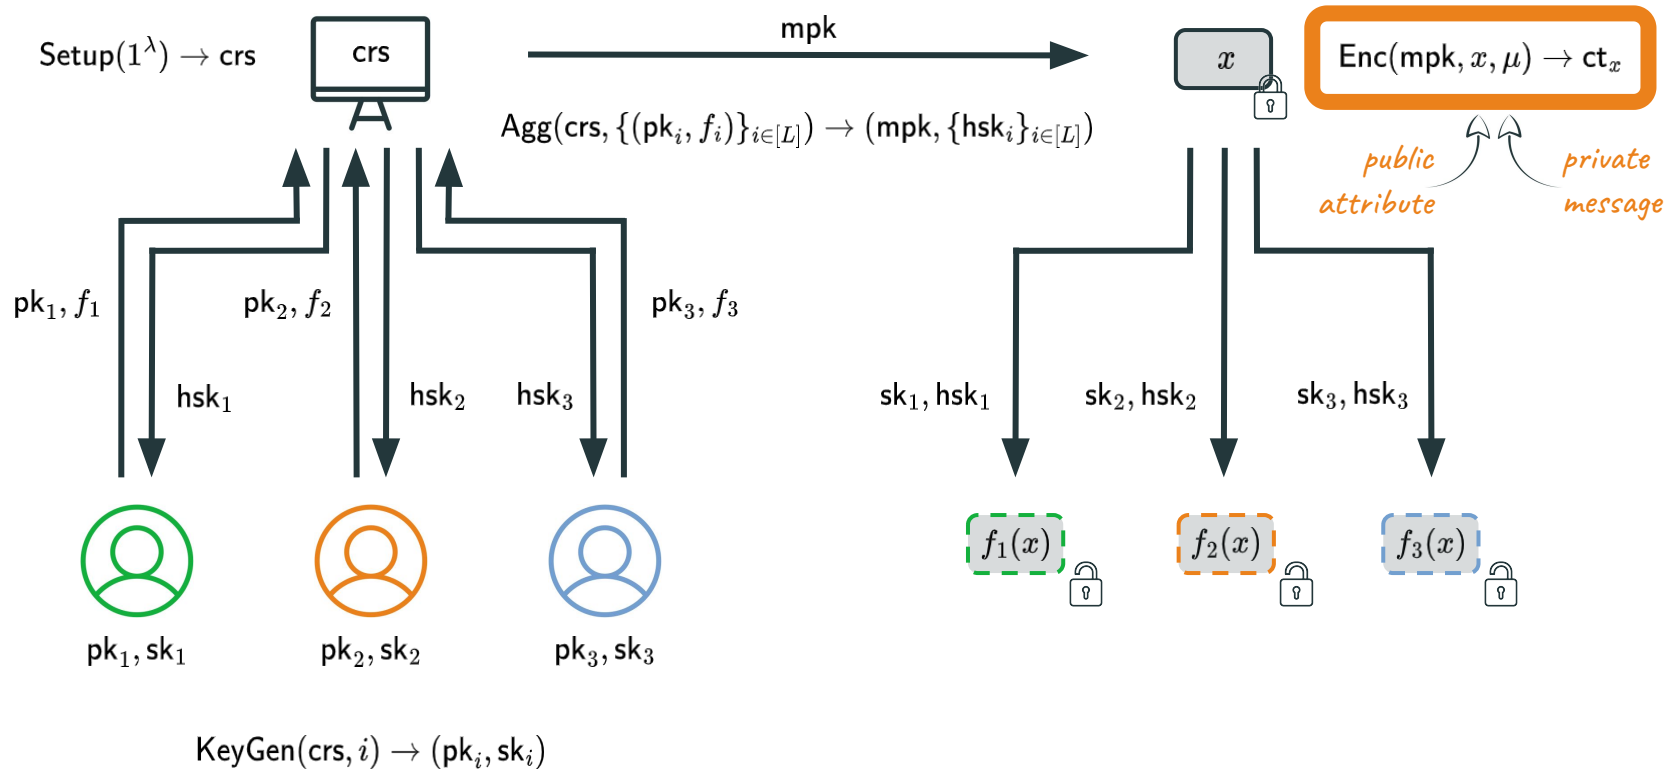 Setup(1^λ) → crs
crs
mpk
Agg(crs, {(pk_i, f_i)}_{i∈[L]}) → (mpk, {hsk_i}_{i∈[L]})
x
Enc(mpk, x, μ) → ct_x
public
attribute
private
message
pk_1, f_1
pk_2, f_2
pk_3, f_3
hsk_1
hsk_2
hsk_3
sk_1, hsk_1
sk_2, hsk_2
sk_3, hsk_3
f_1(x)
f_2(x)
f_3(x)
pk_1, sk_1
pk_2, sk_2
pk_3, sk_3
KeyGen(crs, i) → (pk_i, sk_i)